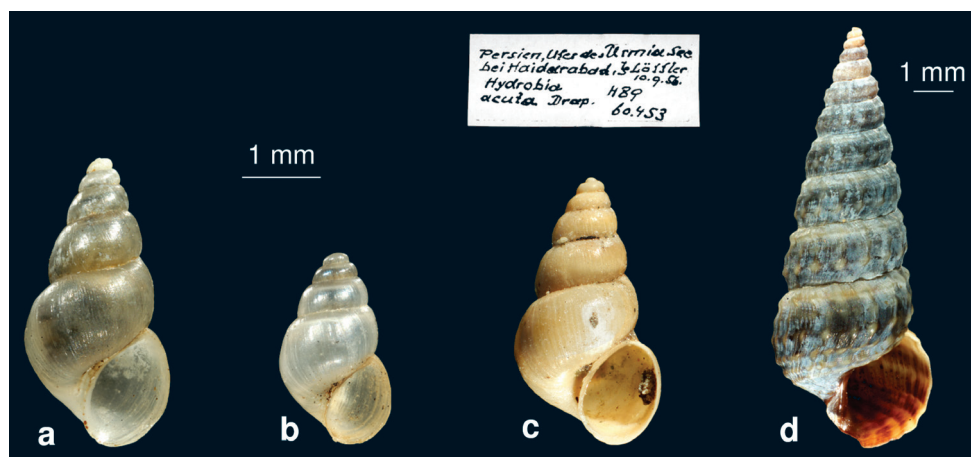 Persien, Ufer des Urmia See
bei Haidarabad, Löffler
10.9.56.
Hydrobia 489
acuta Drap. 60.453
1 mm
1 mm
a
b
c
d